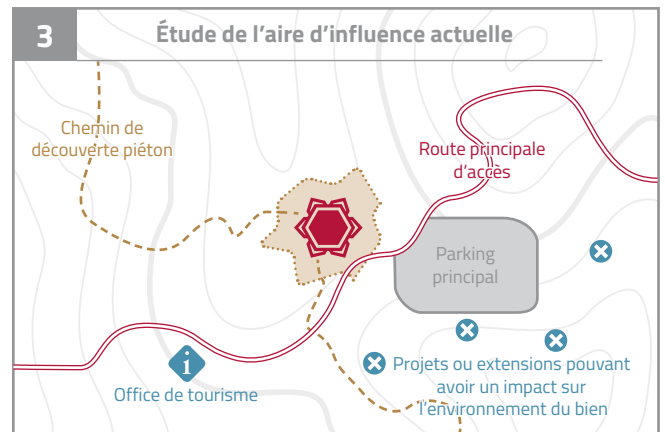 3
Étude de l’aire d’influence actuelle
Chemin de
découverte piéton
Route principale
d’accès
Parking
principal
i
Office de tourisme
Projets ou extensions pouvant
avoir un impact sur
l’environnement du bien